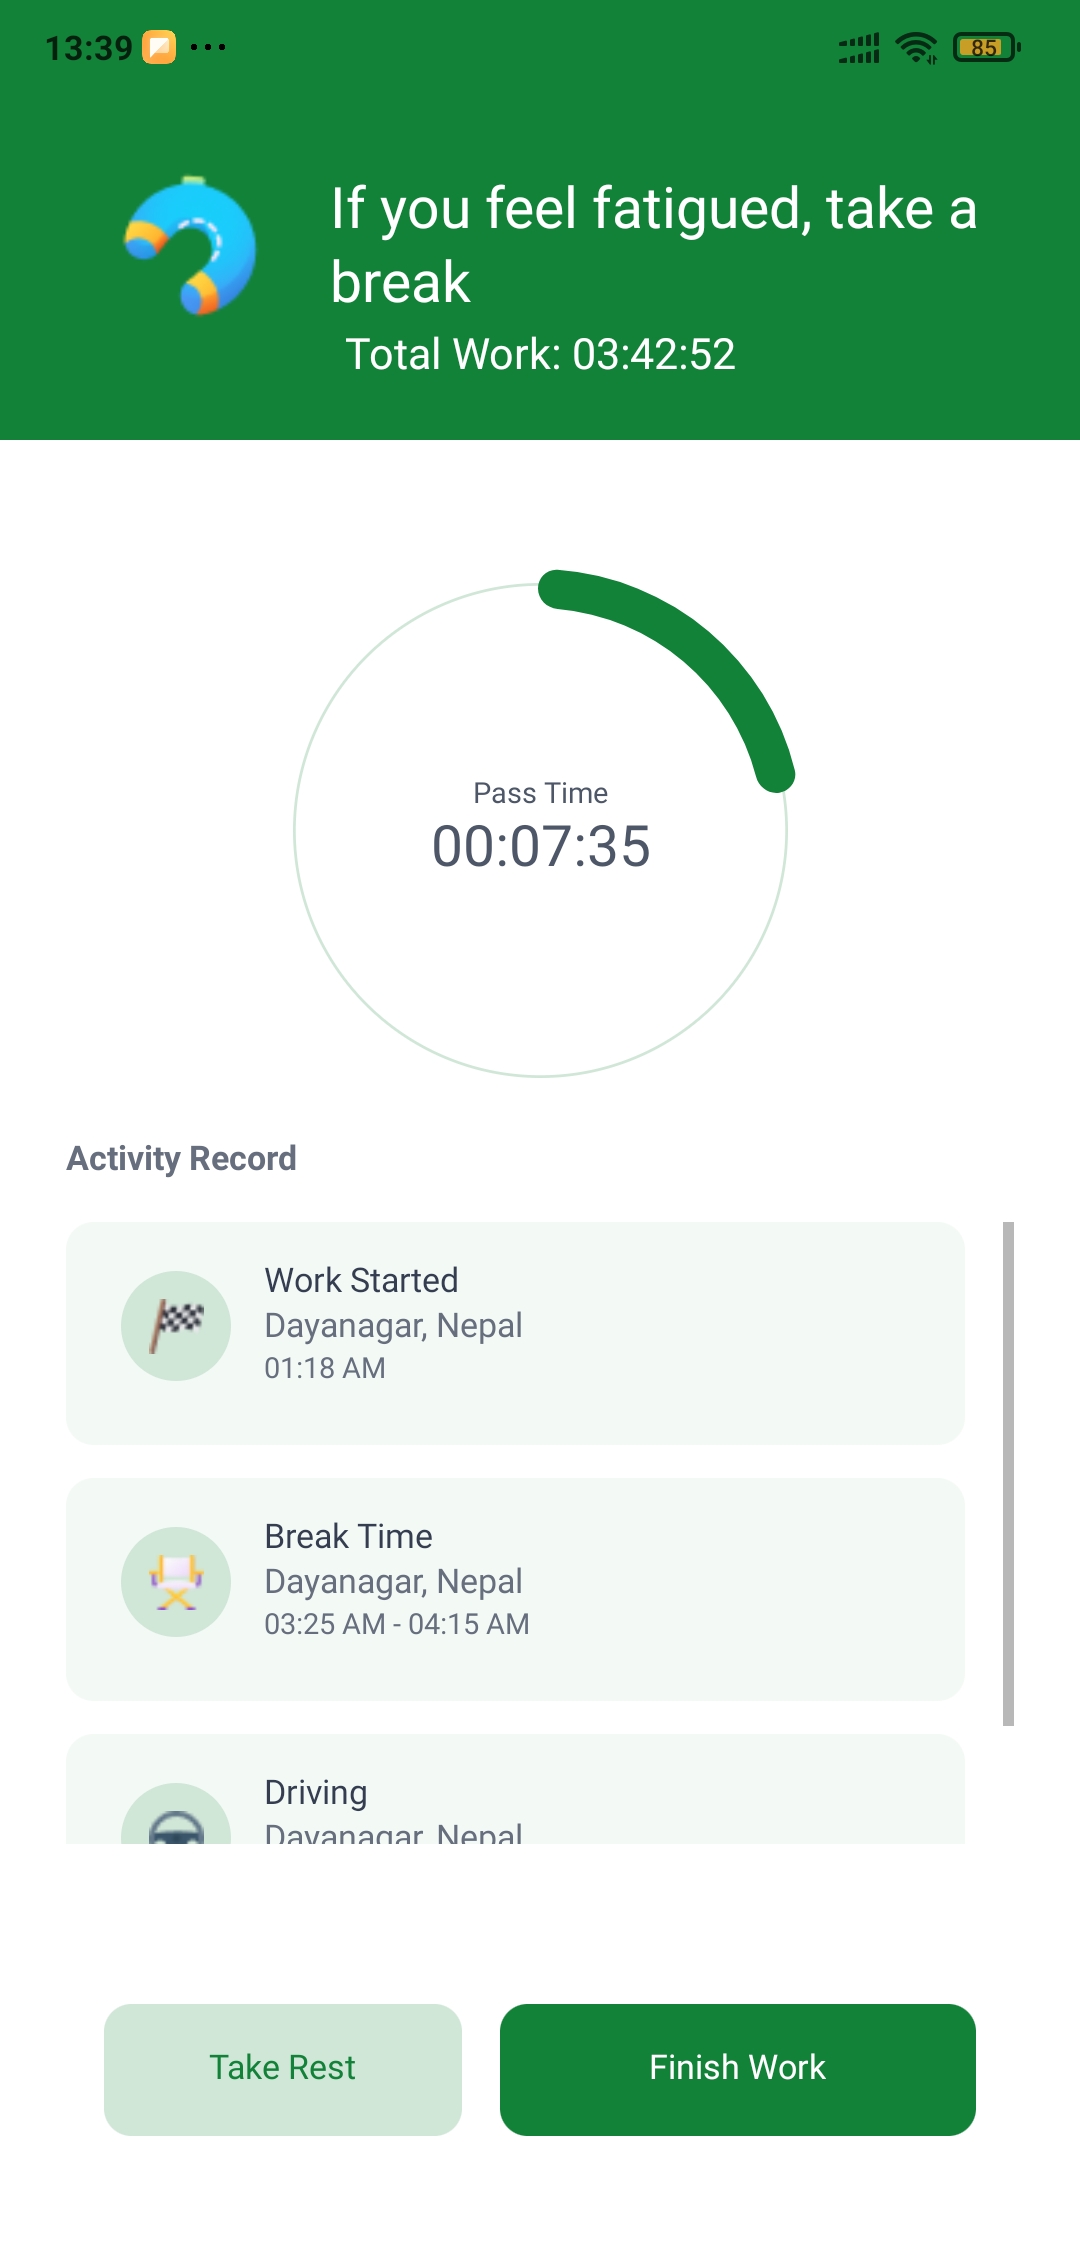 13:39
85
If you feel fatigued, take a
break
Total Work: 03:42:52
Pass Time
00:07:35
Activity Record
Work Started
Dayanagar, Nepal
01:18 AM
Break Time
Dayanagar, Nepal
03:25 AM - 04:15 AM
Driving
Dayanagar, Nepal
Take Rest
Finish Work